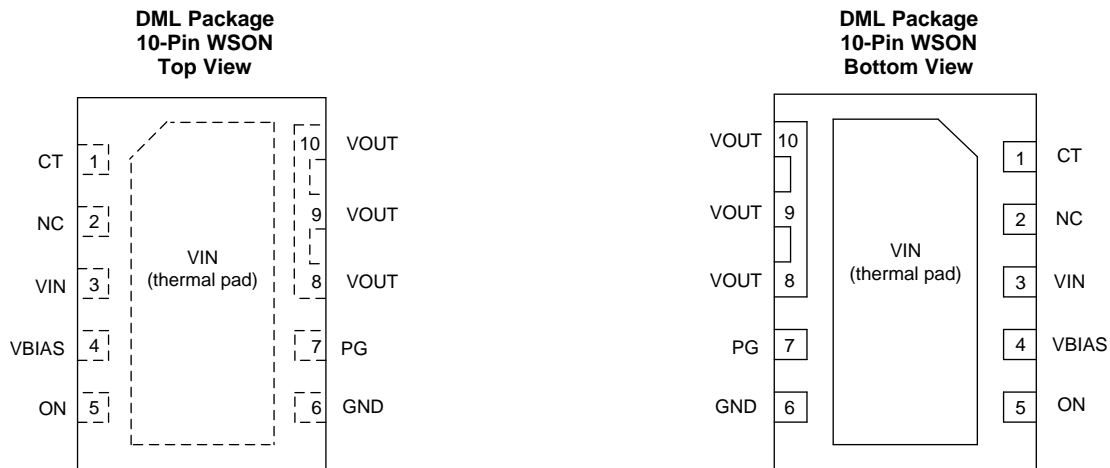 DML Package
10-Pin WSON
Top View
CT 1
NC 2
VIN 3
VBIAS 4
ON 5
VIN
(thermal pad)
10 VOUT
9 VOUT
8 VOUT
7 PG
6 GND
DML Package
10-Pin WSON
Bottom View
VOUT 10
VOUT 9
VOUT 8
PG 7
GND 6
VIN
(thermal pad)
1 CT
2 NC
3 VIN
4 VBIAS
5 ON